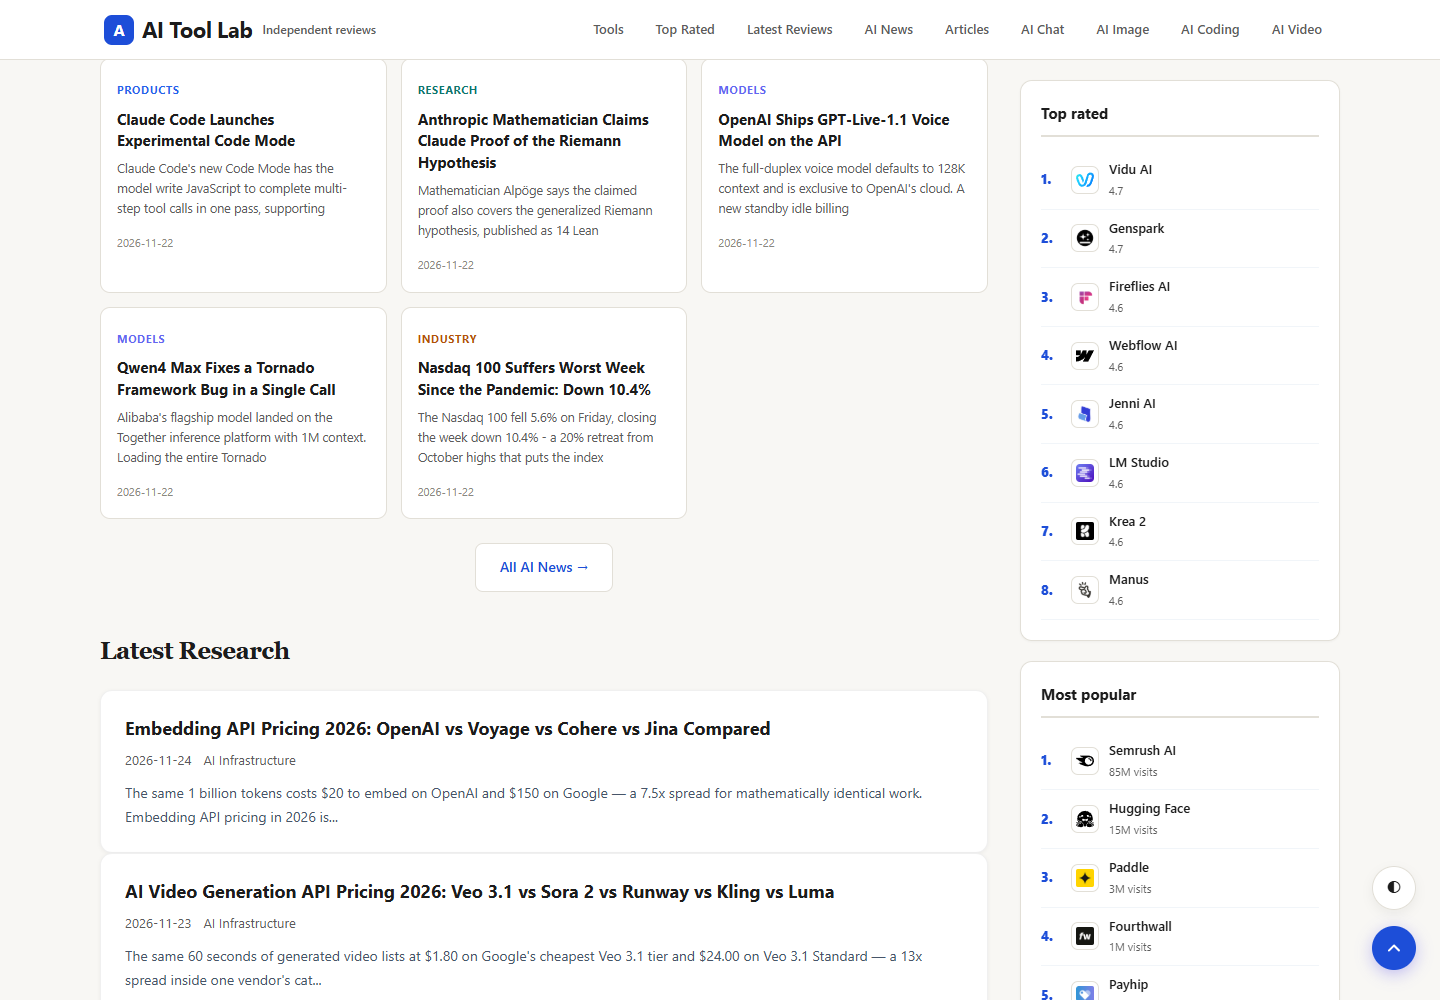 A AI Tool Lab Independent reviews Tools Top Rated Latest Reviews AI News Articles AI Chat AI Image AI Coding AI Video
PRODUCTS
Claude Code Launches
Experimental Code Mode
Claude Code's new Code Mode has the
model write JavaScript to complete multi-
step tool calls in one pass, supporting
2026-11-22
RESEARCH
Anthropic Mathematician Claims
Claude Proof of the Riemann
Hypothesis
Mathematician Alpöge says the claimed
proof also covers the generalized Riemann
hypothesis, published as 14 Lean
2026-11-22
MODELS
OpenAI Ships GPT-Live-1.1 Voice
Model on the API
The full-duplex voice model defaults to 128K
context and is exclusive to OpenAI's cloud. A
new standby idle billing
2026-11-22
MODELS
Qwen4 Max Fixes a Tornado
Framework Bug in a Single Call
Alibaba's flagship model landed on the
Together inference platform with 1M context.
Loading the entire Tornado
2026-11-22
INDUSTRY
Nasdaq 100 Suffers Worst Week
Since the Pandemic: Down 10.4%
The Nasdaq 100 fell 5.6% on Friday, closing
the week down 10.4% - a 20% retreat from
October highs that puts the index
2026-11-22
All AI News →
Latest Research
Embedding API Pricing 2026: OpenAI vs Voyage vs Cohere vs Jina Compared
2026-11-24 AI Infrastructure
The same 1 billion tokens costs $20 to embed on OpenAI and $150 on Google — a 7.5x spread for mathematically identical work.
Embedding API pricing in 2026 is...
AI Video Generation API Pricing 2026: Veo 3.1 vs Sora 2 vs Runway vs Kling vs Luma
2026-11-23 AI Infrastructure
The same 60 seconds of generated video lists at $1.80 on Google's cheapest Veo 3.1 tier and $24.00 on Veo 3.1 Standard — a 13x
spread inside one vendor's cat...
Top rated
1. Vidu AI
4.7
2. Genspark
4.7
3. Fireflies AI
4.6
4. Webflow AI
4.6
5. Jenni AI
4.6
6. LM Studio
4.6
7. Krea 2
4.6
8. Manus
4.6
Most popular
1. Semrush AI
85M visits
2. Hugging Face
15M visits
3. Paddle
3M visits
4. fw Fourthwall
1M visits
5. Payhip